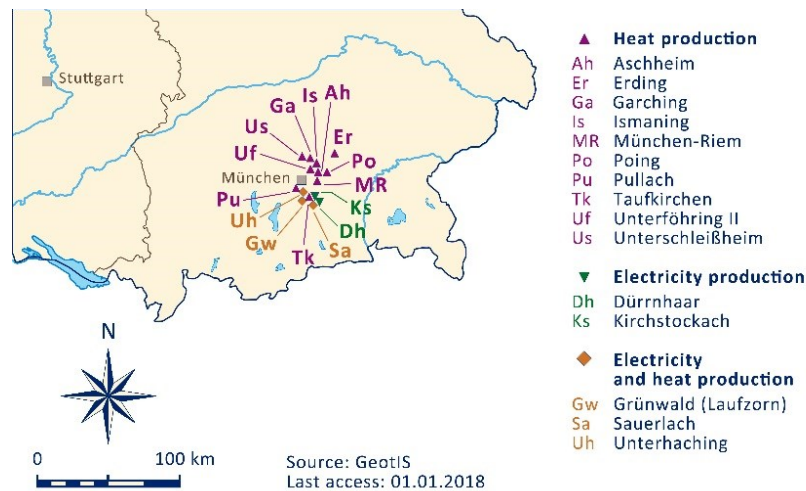 Stuttgart
Is Ah
Ga
Us
Er
Uf
Po
München
MR
Pu
Ks
Uh
Dh
Gw
Sa
Tk
N
0 100 km
Source: GeotIS
Last access: 01.01.2018
Heat production
Ah Aschheim
Er Erding
Ga Garching
Is Ismaning
MR München-Riem
Po Poing
Pu Pullach
Tk Taufkirchen
Uf Unterföhring II
Us Unterschleißheim
Electricity production
Dh Dürrnhaar
Ks Kirchstockach
Electricity
and heat production
Gw Grünwald (Laufzorn)
Sa Sauerlach
Uh Unterhaching